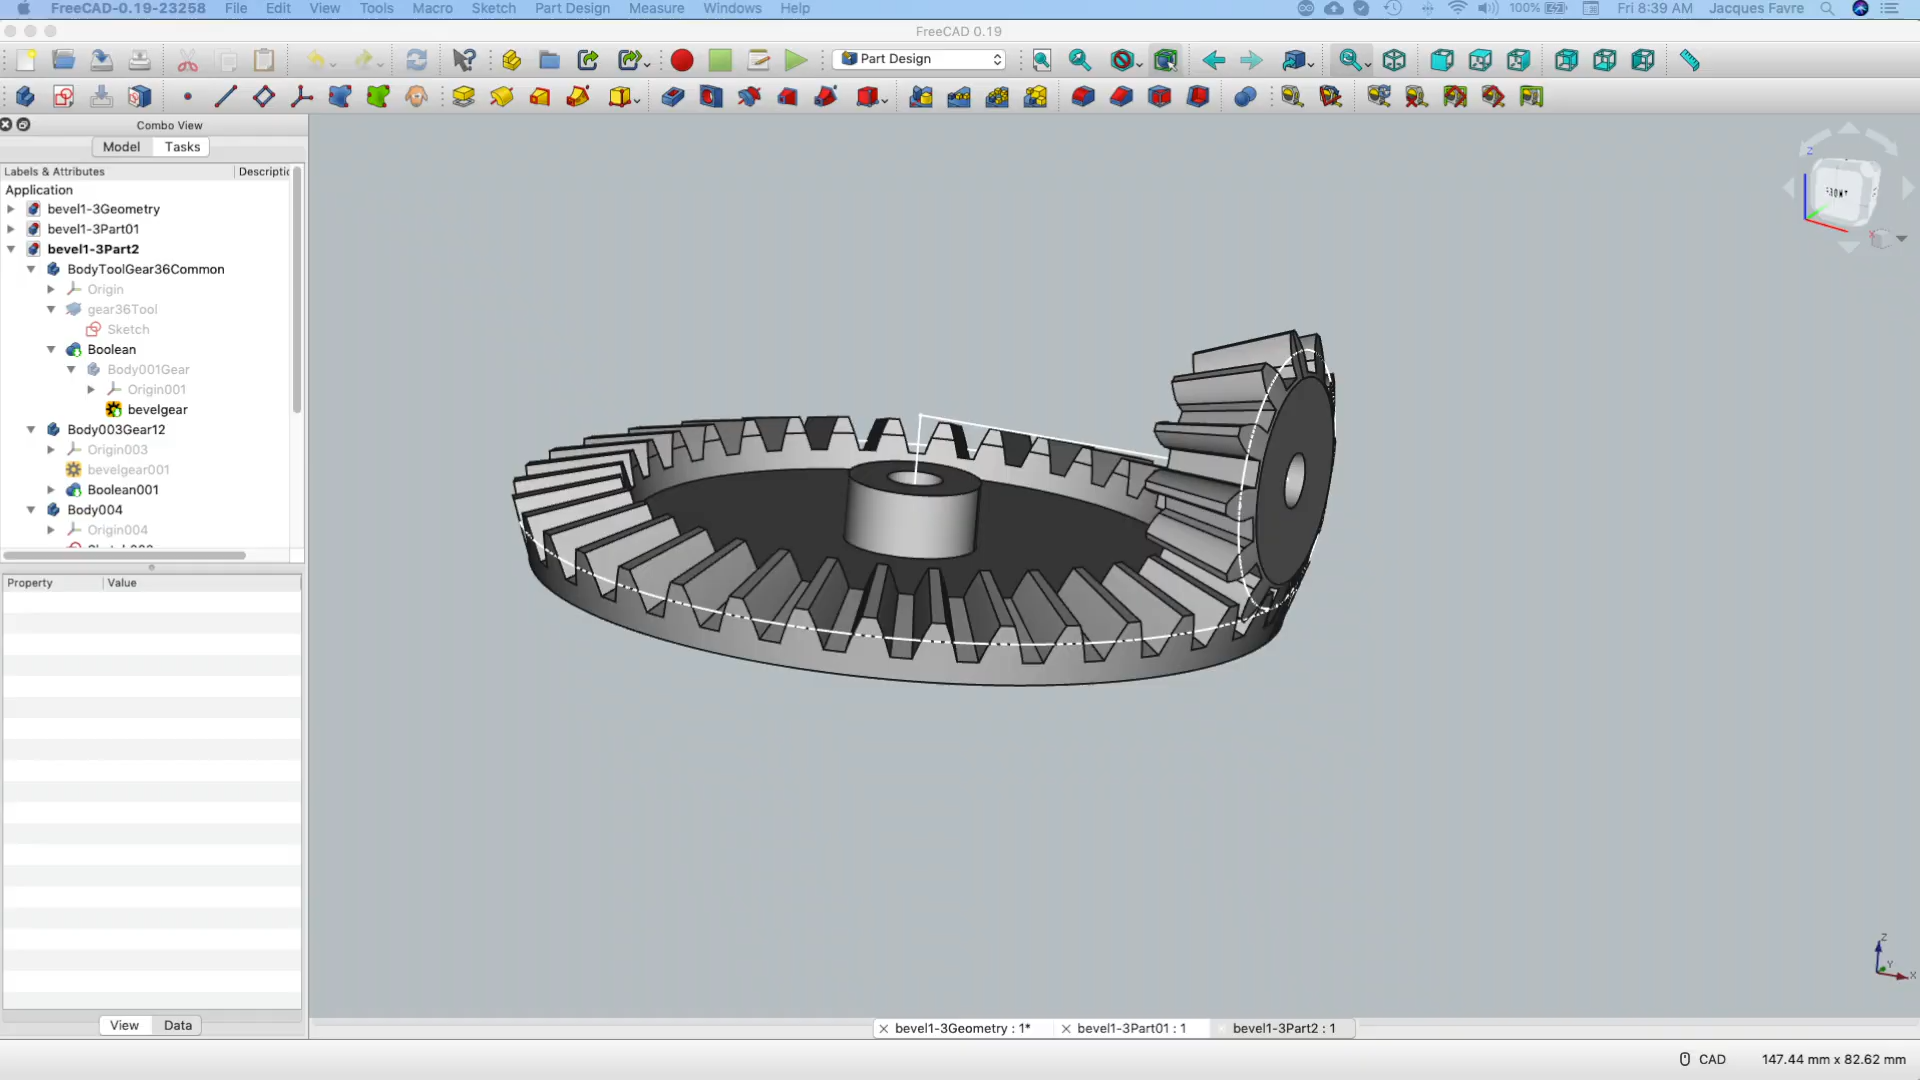 FreeCAD-0.19-23258 File Edit View Tools Macro Sketch Part Design Measure Windows Help 100% Fri 8:39 AM Jacques Favre
FreeCAD 0.19
Part Design
Combo View
Model Tasks
Labels & Attributes Descriptic
Application
bevel1-3Geometry
bevel1-3Part01
bevel1-3Part2
BodyToolGear36Common
Origin
gear36Tool
Sketch
Boolean
Body001Gear
Origin001
bevelgear
Body003Gear12
Origin003
bevelgear001
Boolean001
Body004
Origin004
Property Value
View Data
Z
FRONT
X
Z
Y
X
bevel1-3Geometry : 1*
bevel1-3Part01 : 1
bevel1-3Part2 : 1
CAD 147.44 mm x 82.62 mm